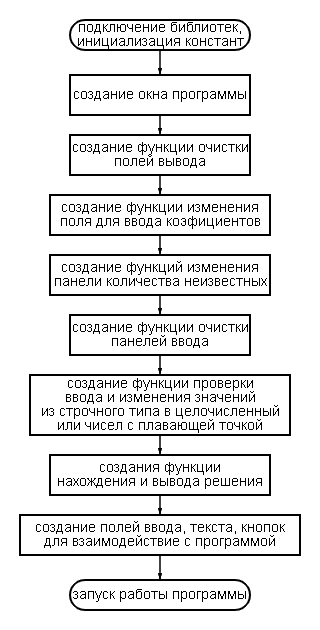 подключение библиотек,
инициализация констант
создание окна программы
создание функции очистки
полей вывода
создание функции изменения
поля для ввода коэфициентов
создание функций изменения
панели количества неизвестных
создание функции очистки
панелей ввода
создание функции проверки
ввода и изменения значений
из строчного типа в целочисленный
или чисел с плавающей точкой
создания функции
нахождения и вывода решения
создание полей ввода, текста, кнопок
для взаимодействие с программой
запуск работы программы